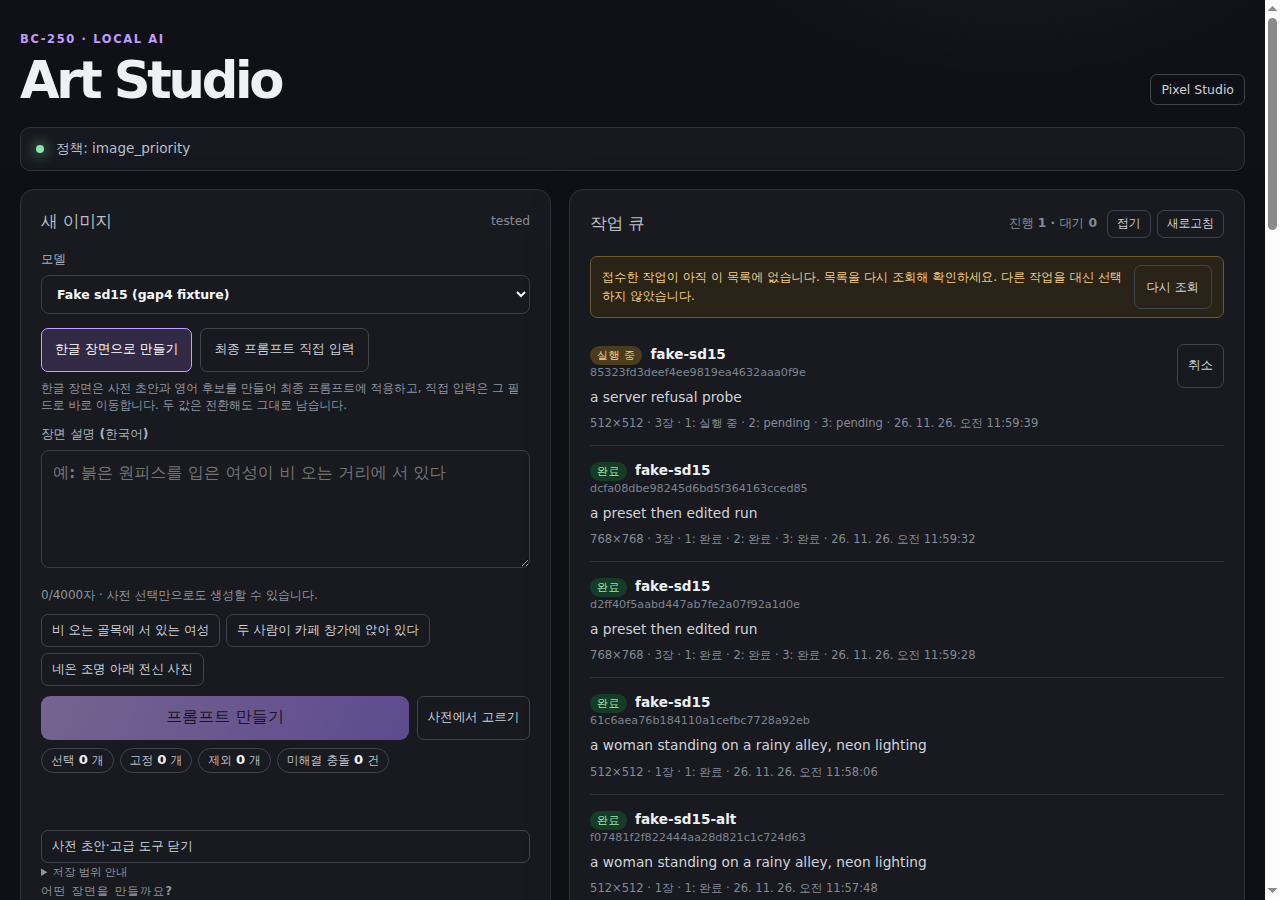 BC-250 · LOCAL AI
Art Studio
Pixel Studio
정책: image_priority
새 이미지
tested
모델
Fake sd15 (gap4 fixture)
한글 장면으로 만들기
최종 프롬프트 직접 입력
한글 장면은 사전 초안과 영어 후보를 만들어 최종 프롬프트에 적용하고, 직접 입력은 그 필
드로 바로 이동합니다. 두 값은 전환해도 그대로 남습니다.
장면 설명 (한국어)
예: 붉은 원피스를 입은 여성이 비 오는 거리에 서 있다
0/4000자 · 사전 선택만으로도 생성할 수 있습니다.
비 오는 골목에 서 있는 여성
두 사람이 카페 창가에 앉아 있다
네온 조명 아래 전신 사진
프롬프트 만들기
사전에서 고르기
선택 0 개
고정 0 개
제외 0 개
미해결 충돌 0 건
사전 초안·고급 도구 닫기
▶ 저장 범위 안내
어떤 장면을 만들까요?
작업 큐
진행 1 · 대기 0
접기
새로고침
접수한 작업이 아직 이 목록에 없습니다. 목록을 다시 조회해 확인하세요. 다른 작업을 대신 선택
하지 않았습니다.
다시 조회
실행 중 fake-sd15
85323fd3deef4ee9819ea4632aaa0f9e
취소
a server refusal probe
512×512 · 3장 · 1: 실행 중 · 2: pending · 3: pending · 26. 11. 26. 오전 11:59:39
완료 fake-sd15
dcfa08dbe98245d6bd5f364163cced85
a preset then edited run
768×768 · 3장 · 1: 완료 · 2: 완료 · 3: 완료 · 26. 11. 26. 오전 11:59:32
완료 fake-sd15
d2ff40f5aabd447ab7fe2a07f92a1d0e
a preset then edited run
768×768 · 3장 · 1: 완료 · 2: 완료 · 3: 완료 · 26. 11. 26. 오전 11:59:28
완료 fake-sd15
61c6aea76b184110a1cefbc7728a92eb
a woman standing on a rainy alley, neon lighting
512×512 · 1장 · 1: 완료 · 26. 11. 26. 오전 11:58:06
완료 fake-sd15-alt
f07481f2f822444aa28d821c1c724d63
a woman standing on a rainy alley, neon lighting
512×512 · 1장 · 1: 완료 · 26. 11. 26. 오전 11:57:48